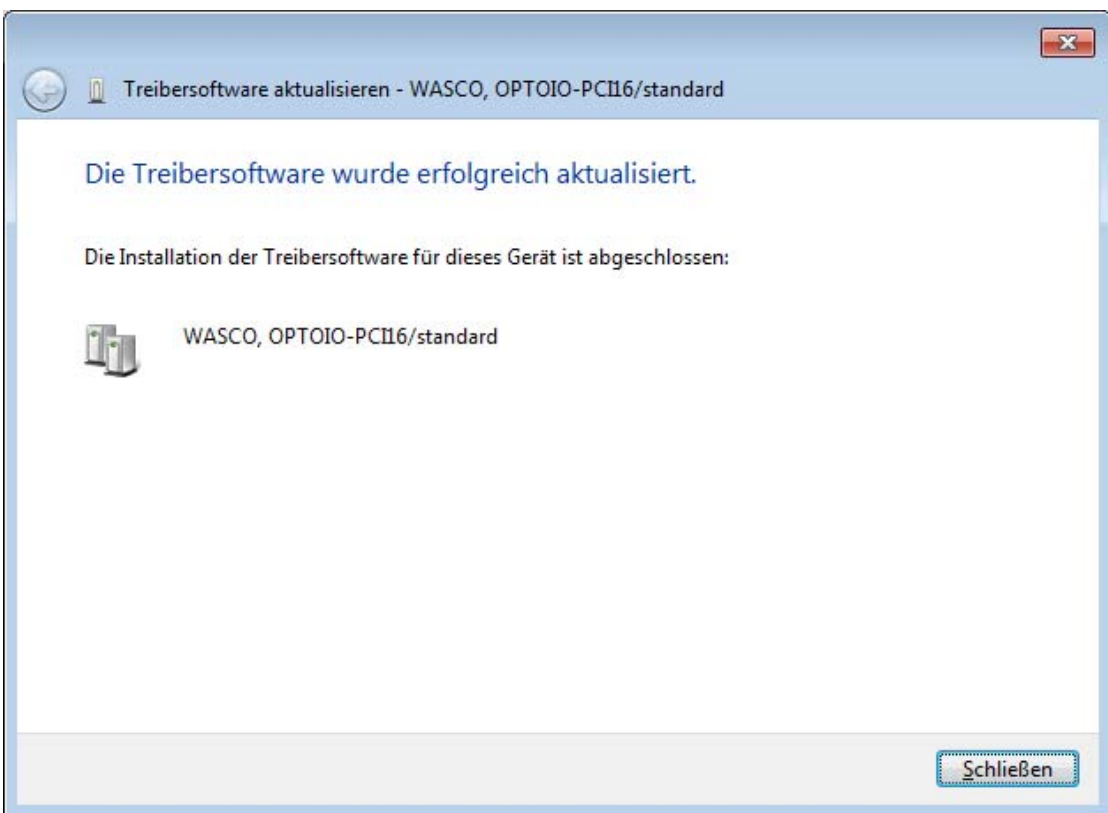 Treibersoftware aktualisieren - WASCO, OPTOIO-PCI16/standard
Die Treibersoftware wurde erfolgreich aktualisiert.
Die Installation der Treibersoftware für dieses Gerät ist abgeschlossen:
WASCO, OPTOIO-PCI16/standard
Schließen